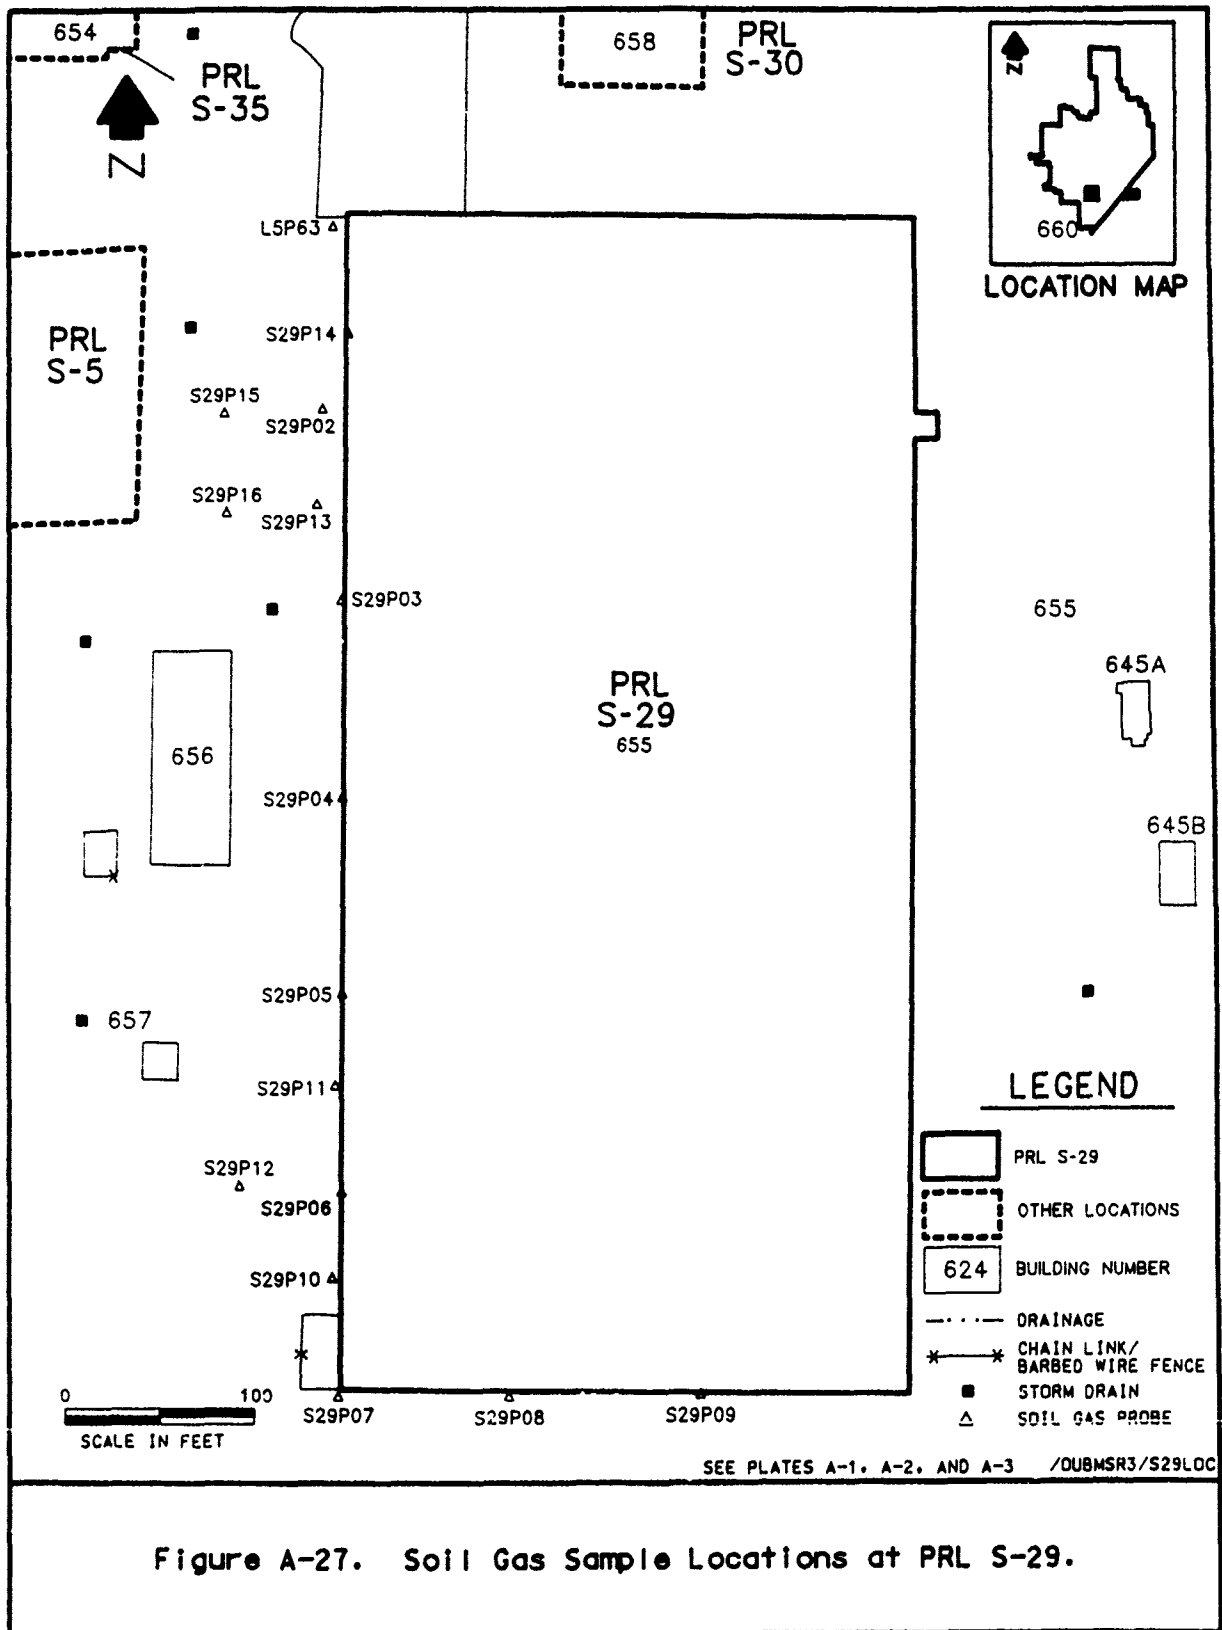 654
PRL
S-35
N
658
PRL
S-30
N
660
LOCATION MAP
L5P63
S29P14
PRL
S-5
S29P15
S29P02
S29P16
S29P13
S29P03
655
645A
PRL
S-29
655
656
S29P04
645B
S29P05
657
S29P11
LEGEND
PRL S-29
S29P12
S29P06
OTHER LOCATIONS
S29P10
624 BUILDING NUMBER
DRAINAGE
CHAIN LINK/
BARBED WIRE FENCE
STORM DRAIN
SOIL GAS PROBE
0 100
SCALE IN FEET
S29P07
S29P08
S29P09
SEE PLATES A-1, A-2, AND A-3 /OUBMSR3/S29LOC
Figure A-27. Soil Gas Sample Locations at PRL S-29.